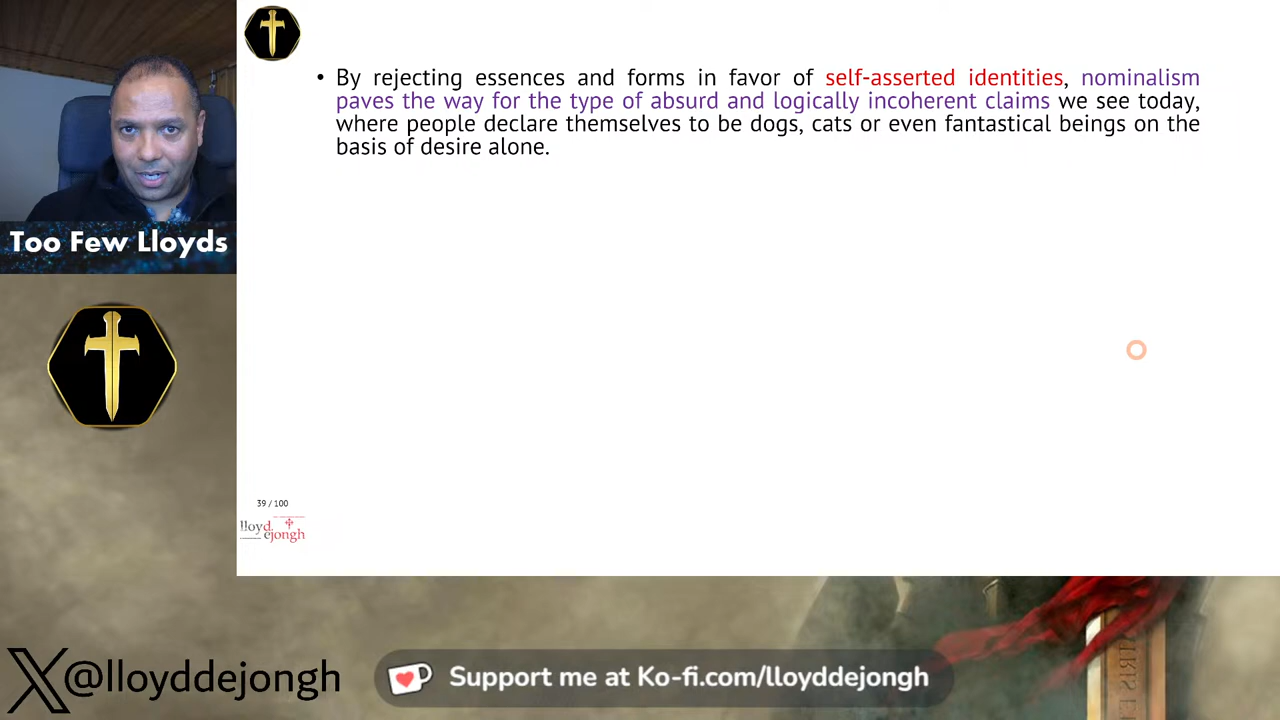 • By rejecting essences and forms in favor of self-asserted identities, nominalism
paves the way for the type of absurd and logically incoherent claims we see today,
where people declare themselves to be dogs, cats or even fantastical beings on the
basis of desire alone.
Too Few Lloyds
39 / 100
lloyd
ejongh
X@lloyddejongh
Support me at Ko-fi.com/lloyddejongh